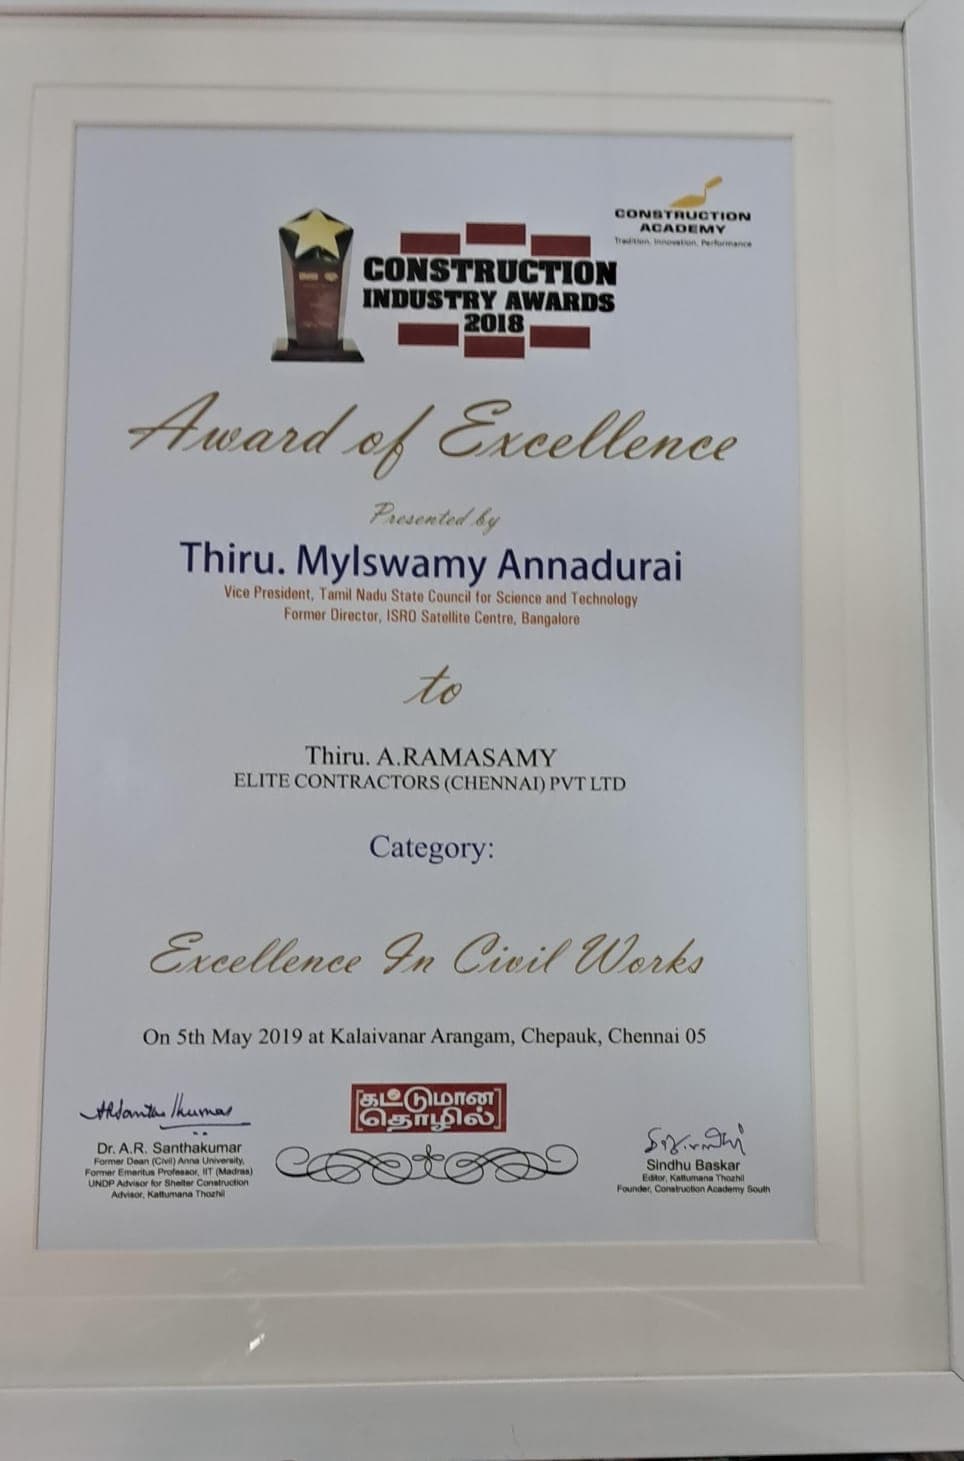 CONSTRUCTION
ACADEMY
Tradition, Innovation, Performance
CONSTRUCTION
INDUSTRY AWARDS
2018
Award of Excellence
Presented by
Thiru. Mylswamy Annadurai
Vice President, Tamil Nadu State Council for Science and Technology
Former Director, ISRO Satellite Centre, Bangalore
to
Thiru. A.RAMASAMY
ELITE CONTRACTORS (CHENNAI) PVT LTD
Category:
Excellence In Civil Works
On 5th May 2019 at Kalaivanar Arangam, Chepauk, Chennai 05
கட்டுமான
தொழில்
Dr. A.R. Santhakumar
Former Dean (Civil) Anna University,
Former Emeritus Professor, IIT (Madras)
UNDP Advisor for Shelter Construction
Advisor, Kattumana Thozhil
Sindhu Baskar
Editor, Kattumana Thozhil
Founder, Construction Academy South